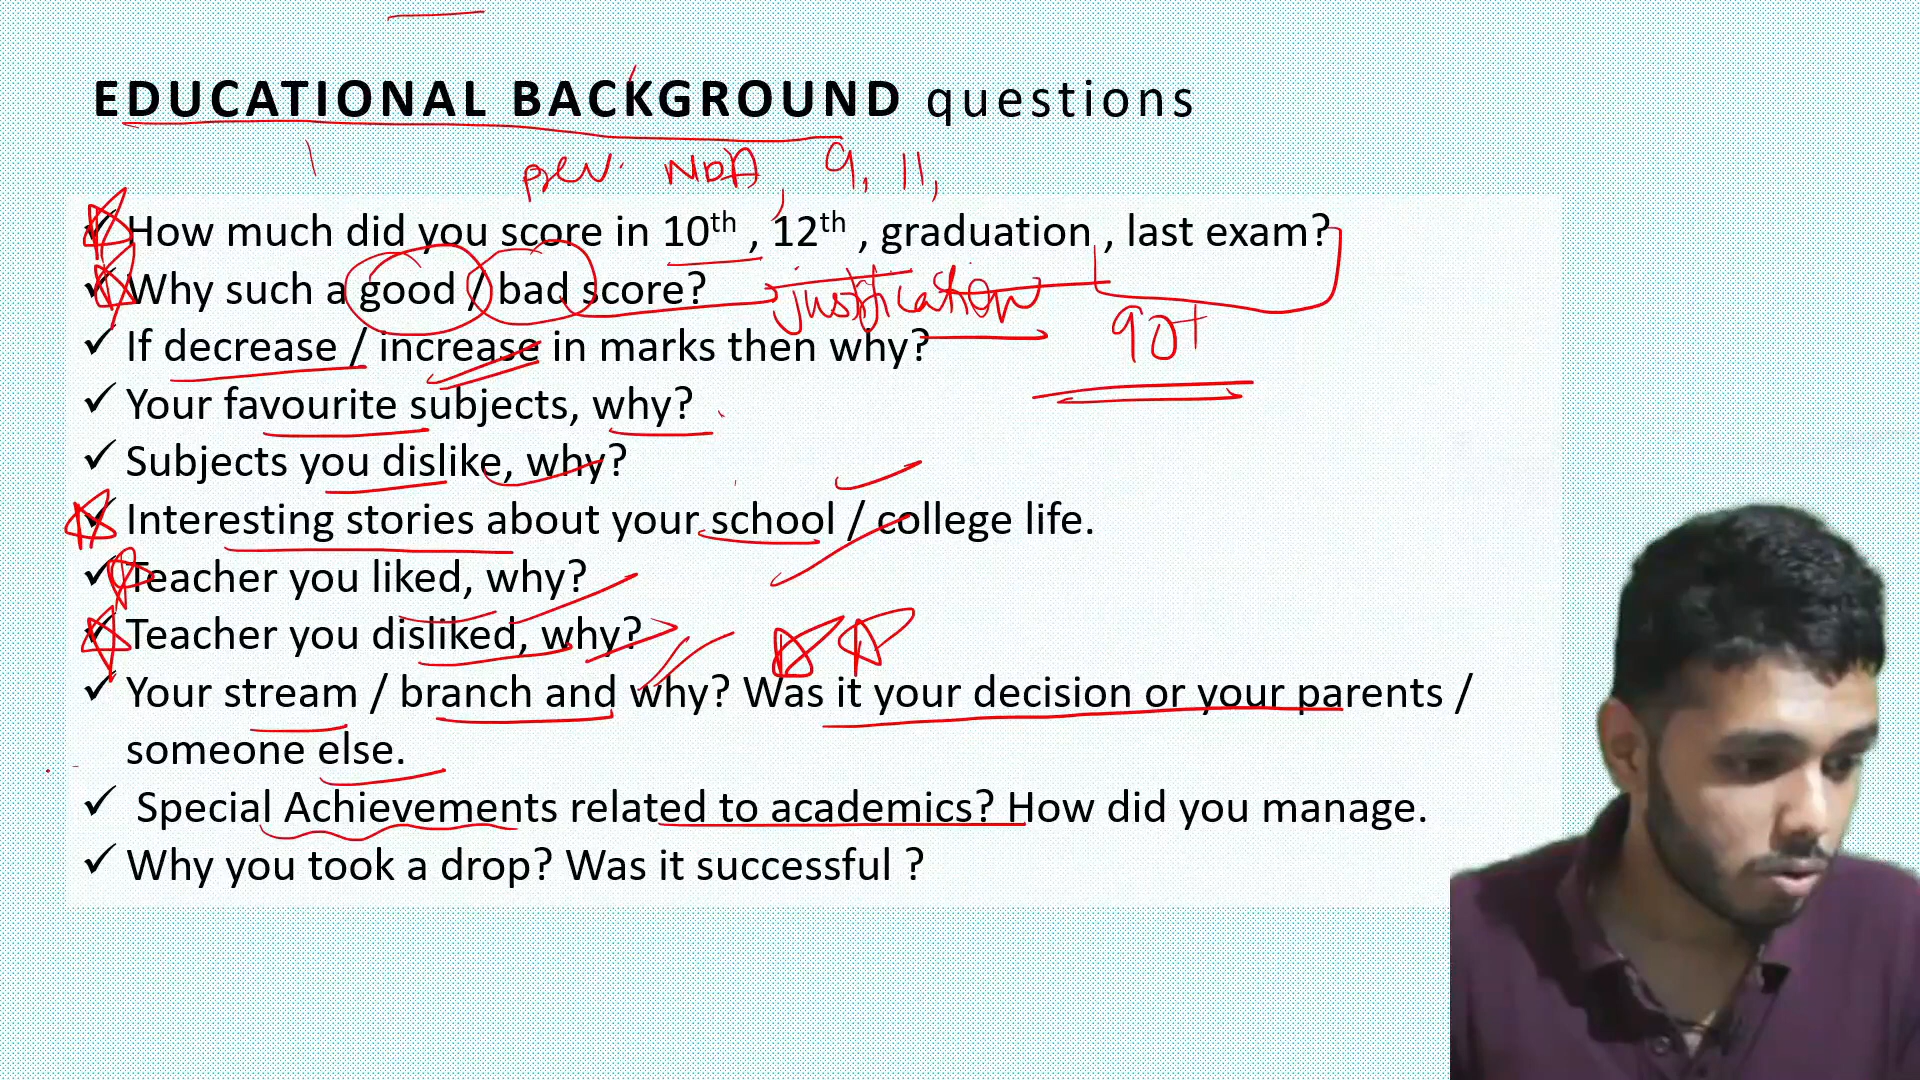 EDUCATIONAL BACKGROUND questions
prev. NDA, 9, 11,
✓ How much did you score in 10th , 12th , graduation , last exam?
✓ Why such a good / bad score? justification
90+
✓ If decrease / increase in marks then why?
✓ Your favourite subjects, why?
✓ Subjects you dislike, why?
✓ Interesting stories about your school / college life.
✓ Teacher you liked, why?
✓ Teacher you disliked, why?
✓ Your stream / branch and why? Was it your decision or your parents /
someone else.
✓ Special Achievements related to academics? How did you manage.
✓ Why you took a drop? Was it successful ?